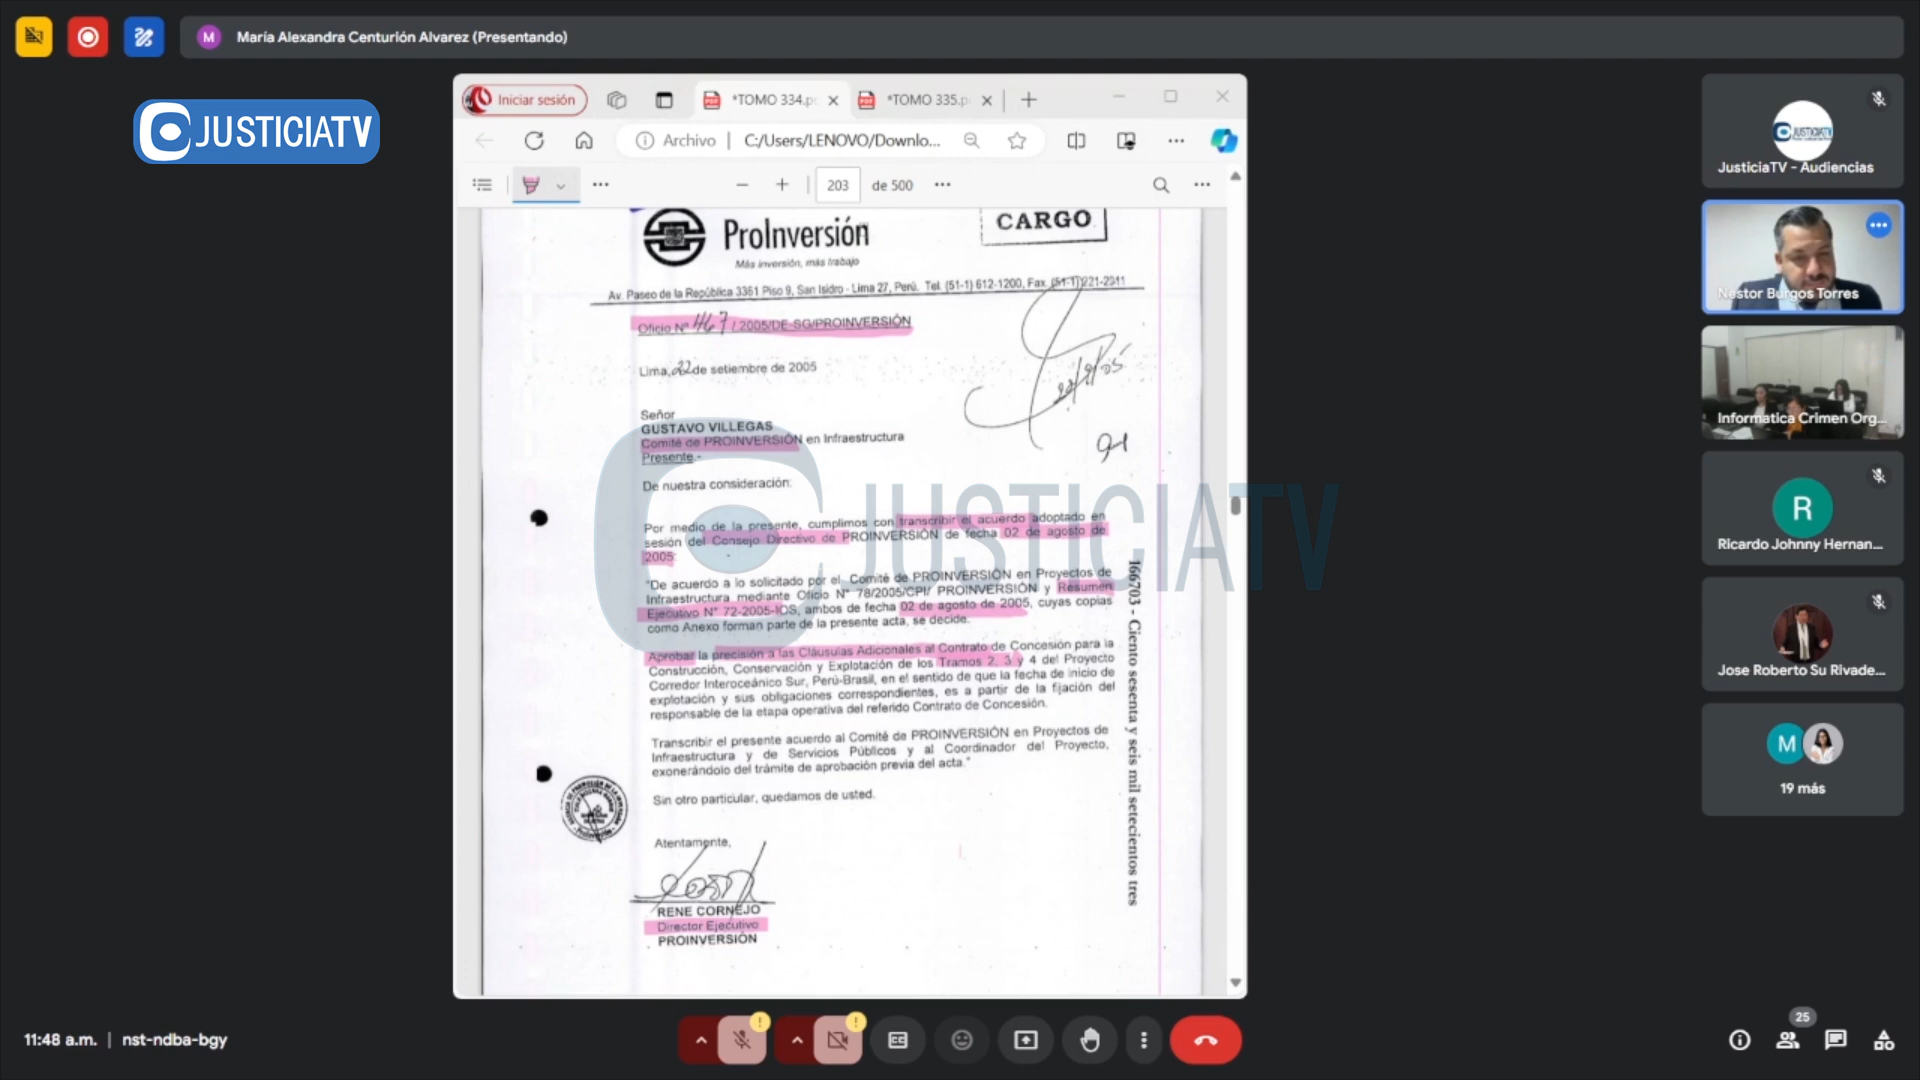 María Alexandra Centurión Alvarez (Presentando)
M
JUSTICIATV
Iniciar sesión
*TOMO 334.p
*TOMO 335.p
Archivo
C:/Users/LENOVO/Downlo...
203
de 500
ProInversión
Más inversión, más trabajo
CARGO
Av. Paseo de la República 3361 Piso 9, San Isidro - Lima 27, Perú. Tel. (51-1) 612-1200, Fax. (51-1) 221-2941
Oficio Nº 467 / 2005/DE-SG/PROINVERSIÓN
Lima, 22 de setiembre de 2005
Señor
GUSTAVO VILLEGAS
Comité de PROINVERSIÓN en Infraestructura
Presente.-
De nuestra consideración:
Por medio de la presente, cumplimos con transcribir el acuerdo adoptado en
sesión del Consejo Directivo de PROINVERSIÓN de fecha 02 de agosto de
2005:
"De acuerdo a lo solicitado por el Comité de PROINVERSIÓN en Proyectos de
Infraestructura mediante Oficio N° 78/2005/CPI/ PROINVERSIÓN y Resumen
Ejecutivo N° 72-2005-IOS, ambos de fecha 02 de agosto de 2005, cuyas copias
como Anexo forman parte de la presente acta, se decide:
Aprobar la precisión a las Cláusulas Adicionales al Contrato de Concesión para la
Construcción, Conservación y Explotación de los Tramos 2, 3 y 4 del Proyecto
Corredor Interoceánico Sur, Perú-Brasil, en el sentido de que la fecha de inicio de
explotación y sus obligaciones correspondientes, es a partir de la fijación del
responsable de la etapa operativa del referido Contrato de Concesión.
Transcribir el presente acuerdo al Comité de PROINVERSIÓN en Proyectos de
Infraestructura y de Servicios Públicos y al Coordinador del Proyecto,
exonerándolo del trámite de aprobación previa del acta."
Sin otro particular, quedamos de usted.
Atentamente,
RENE CORNEJO
Director Ejecutivo
PROINVERSIÓN
166703 - Ciento sesenta y seis mil setecientos tres
JUSTICIATV
JUSTICIATV
JusticiaTV - Audiencias
Nestor Burgos Torres
Informatica Crimen Org...
R
Ricardo Johnny Hernan...
Jose Roberto Su Rivade...
M
19 más
11:48 a.m. | nst-ndba-bgy
25